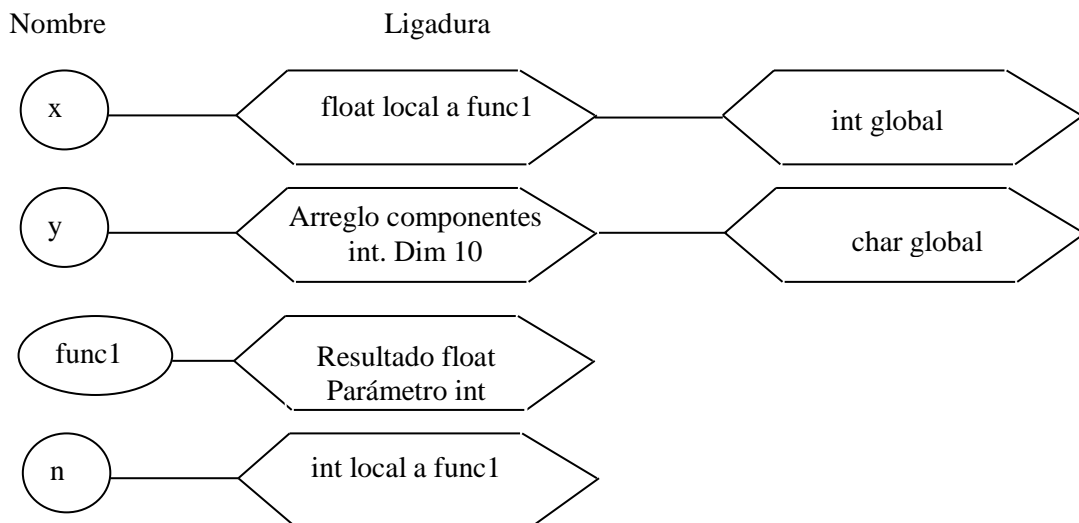 Nombre Ligadura
x float local a func1 int global
y Arreglo componentes
int. Dim 10 char global
func1 Resultado float
Parámetro int
n int local a func1